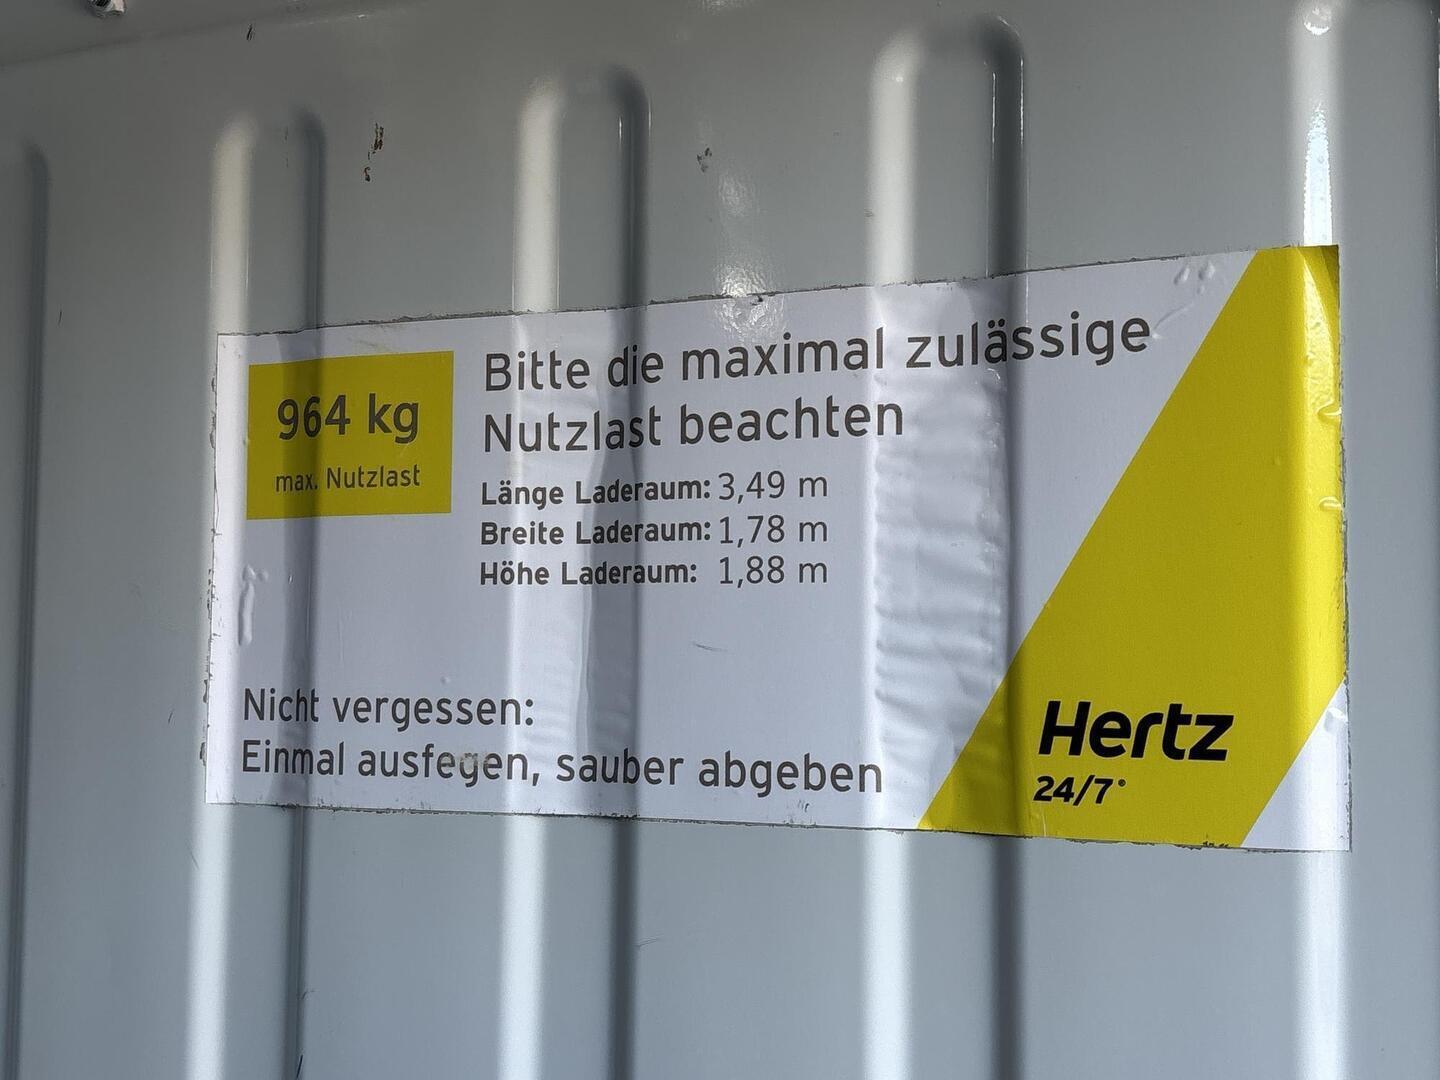 964 kg
max. Nutzlast
Bitte die maximal zulässige
Nutzlast beachten
Länge Laderaum: 3,49 m
Breite Laderaum: 1,78 m
Höhe Laderaum: 1,88 m
Nicht vergessen:
Einmal ausfegen, sauber abgeben
Hertz
24/7®